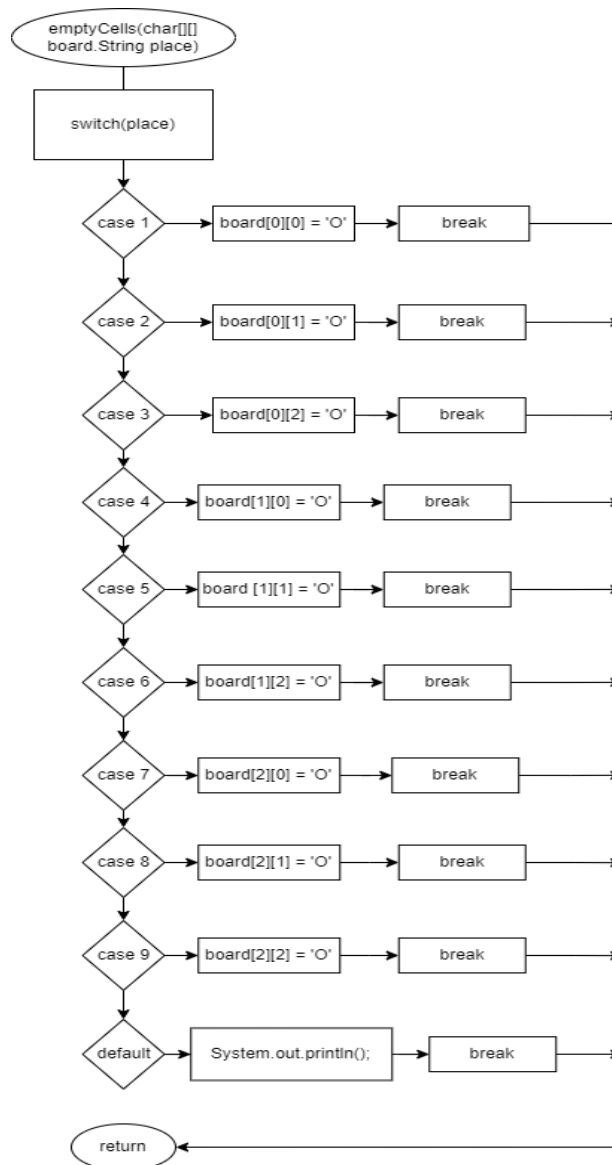 emptyCells(char[][]
board.String place)
switch(place)
case 1
board[0][0] = 'O'
break
case 2
board[0][1] = 'O'
break
case 3
board[0][2] = 'O'
break
case 4
board[1][0] = 'O'
break
case 5
board [1][1] = 'O'
break
case 6
board[1][2] = 'O'
break
case 7
board[2][0] = 'O'
break
case 8
board[2][1] = 'O'
break
case 9
board[2][2] = 'O'
break
default
System.out.println();
break
return